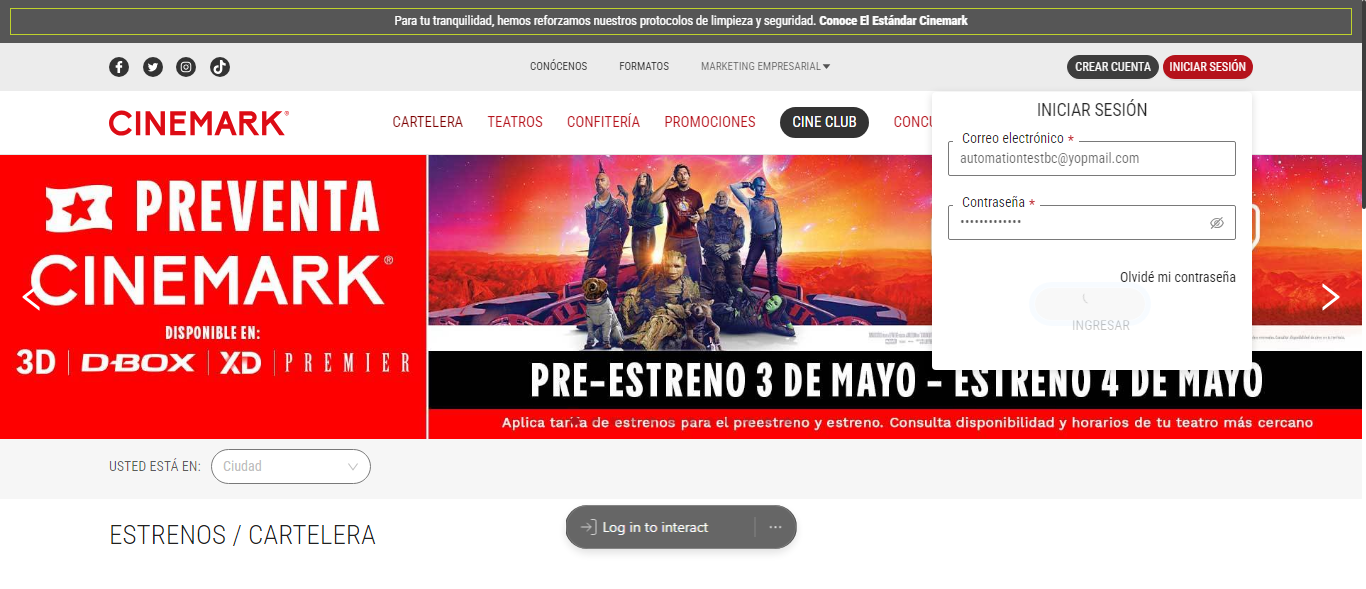 Para tu tranquilidad, hemos reforzamos nuestros protocolos de limpieza y seguridad. Conoce El Estándar Cinemark
CONÓCENOS
FORMATOS
MARKETING EMPRESARIAL
CREAR CUENTA
INICIAR SESIÓN
CINEMARK®
CARTELERA
TEATROS
CONFITERÍA
PROMOCIONES
CINE CLUB
CONCU
INICIAR SESIÓN
Correo electrónico *
automationtestbc@yopmail.com
Contraseña *
•••••••••••••
Olvidé mi contraseña
INGRESAR
PREVENTA
CINEMARK®
DISPONIBLE EN:
3D | D-BOX | XD | PREMIER
PRE-ESTRENO 3 DE MAYO - ESTRENO 4 DE MAYO
Aplica tarifa de estrenos para el preestreno y estreno. Consulta disponibilidad y horarios de tu teatro más cercano
USTED ESTÁ EN:
Ciudad
ESTRENOS / CARTELERA
Log in to interact